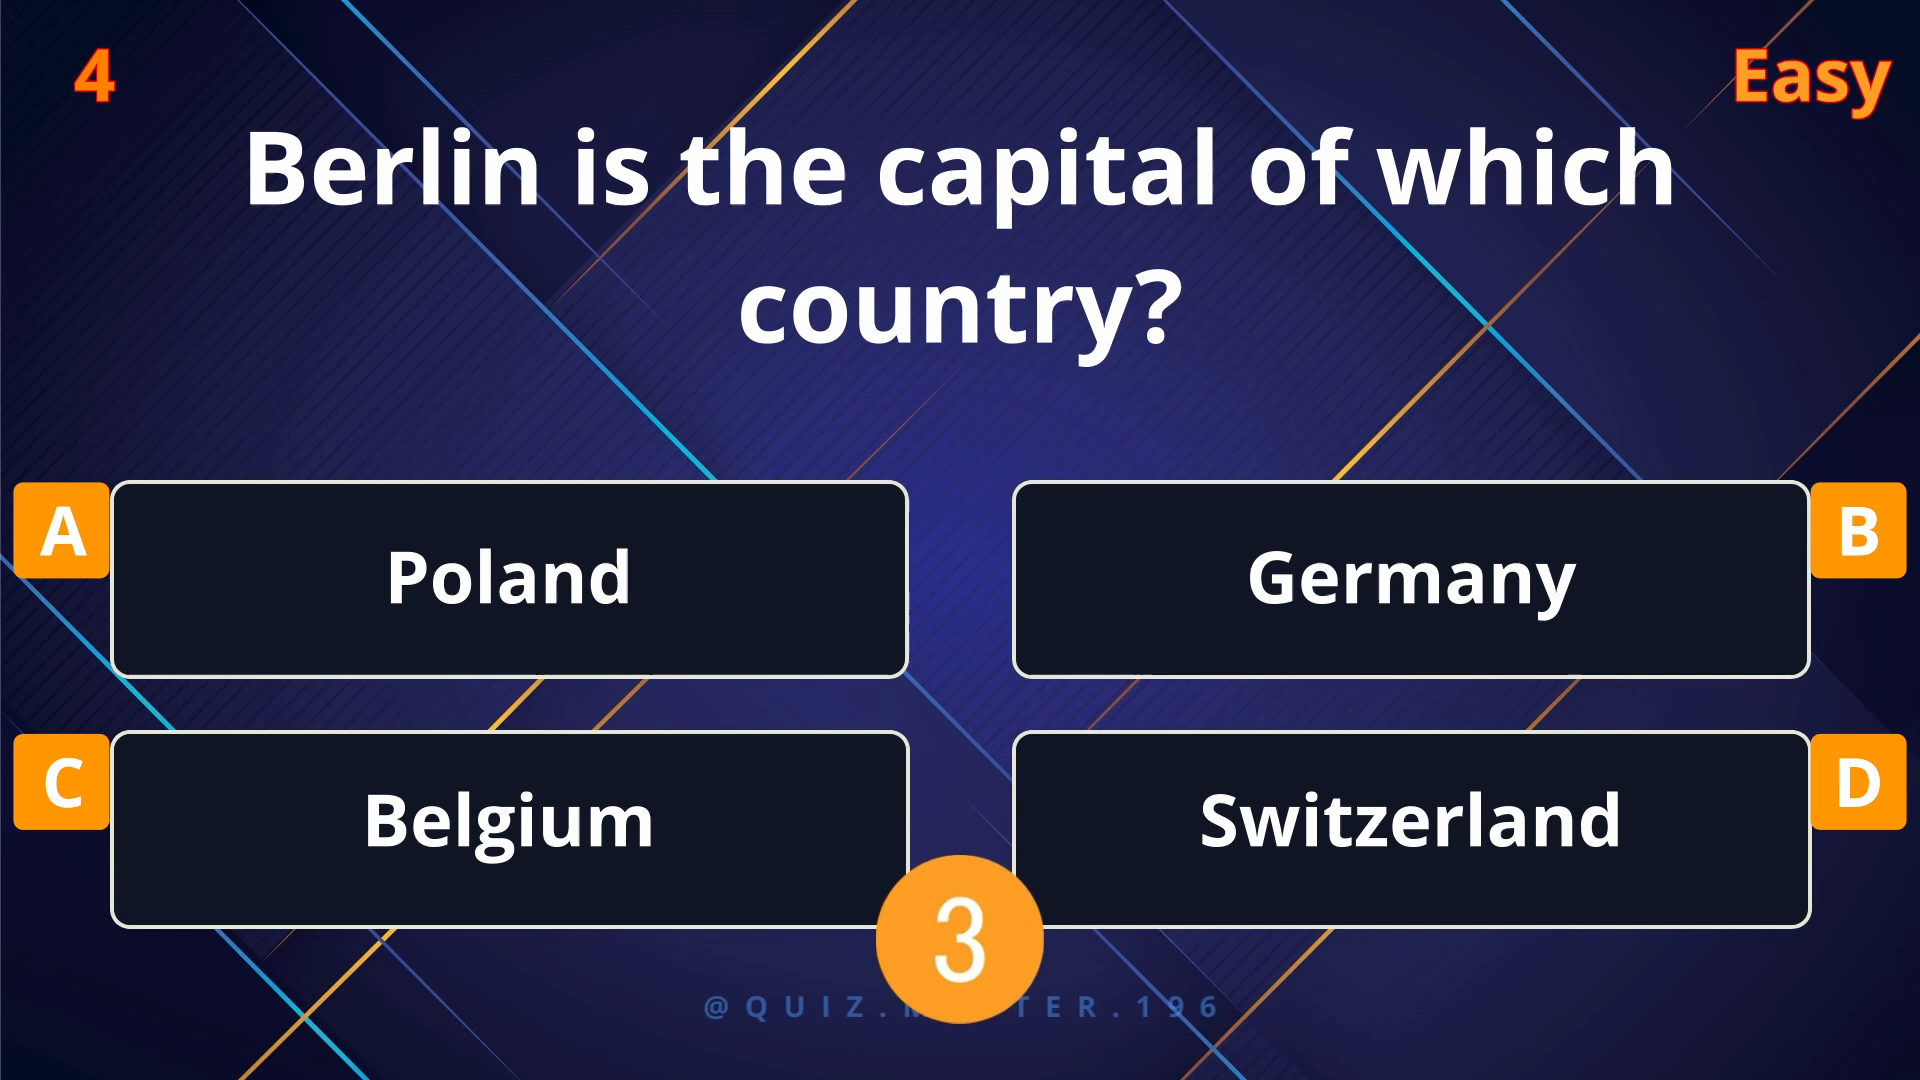 4
Easy
Berlin is the capital of which
country?
A
Poland
Germany
B
C
Belgium
Switzerland
D
3